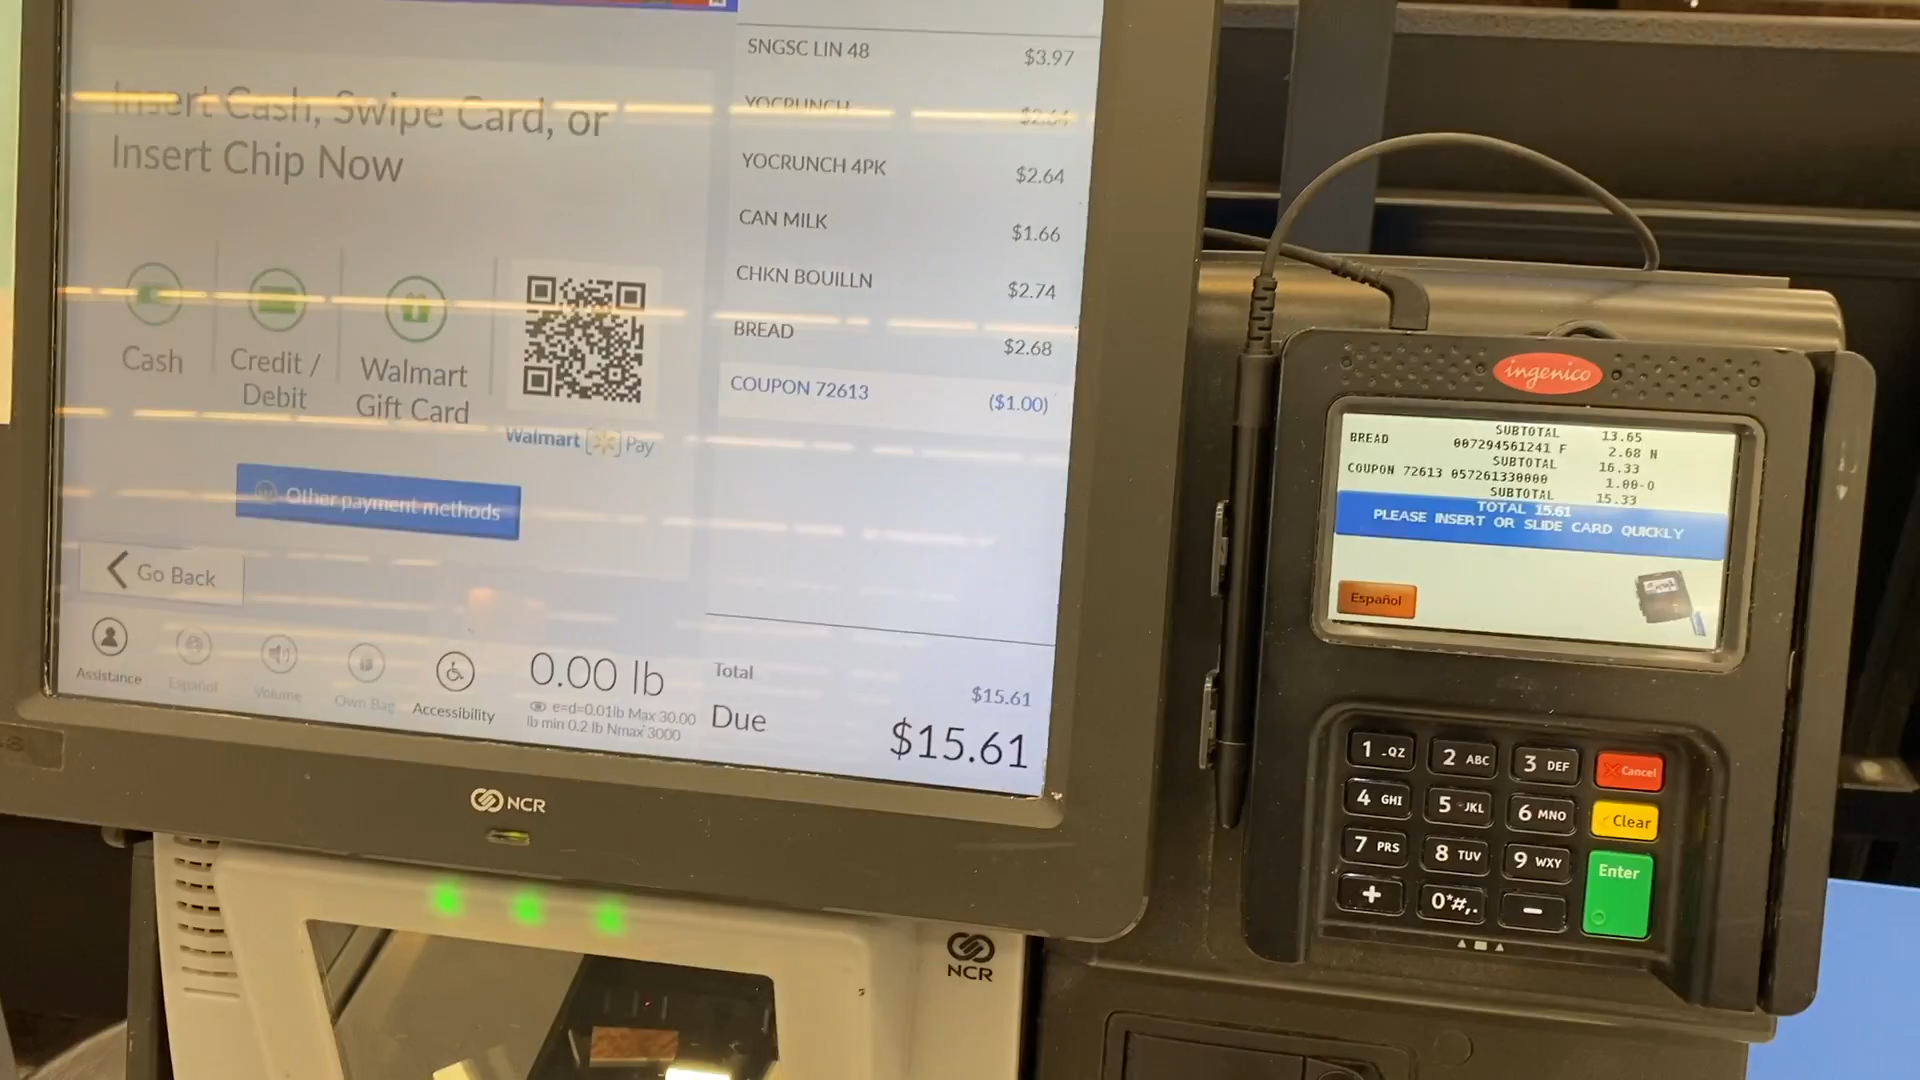 Insert Cash, Swipe Card, or
Insert Chip Now
Cash
Credit /
Debit
Walmart
Gift Card
Walmart Pay
Other payment methods
Go Back
Assistance
Español
Volume
Own Bag
Accessibility
0.00 lb
e=d=0.01lb Max 30.00
lb min 0.2 lb Nmax 3000
SNGSC LIN 48 $3.97
YOCRUNCH $2.64
YOCRUNCH 4PK $2.64
CAN MILK $1.66
CHKN BOUILLN $2.74
BREAD $2.68
COUPON 72613 ($1.00)
Total $15.61
Due $15.61
NCR
NCR
ingenico
SUBTOTAL 13.65
BREAD 007294561241 F 2.68 N
SUBTOTAL 16.33
COUPON 72613 057261330000 1.00-O
SUBTOTAL 15.33
TOTAL 15.61
PLEASE INSERT OR SLIDE CARD QUICKLY
Español
1 -QZ 2 ABC 3 DEF Cancel
4 GHI 5 JKL 6 MNO Clear
7 PRS 8 TUV 9 WXY Enter
+ 0*#,. -